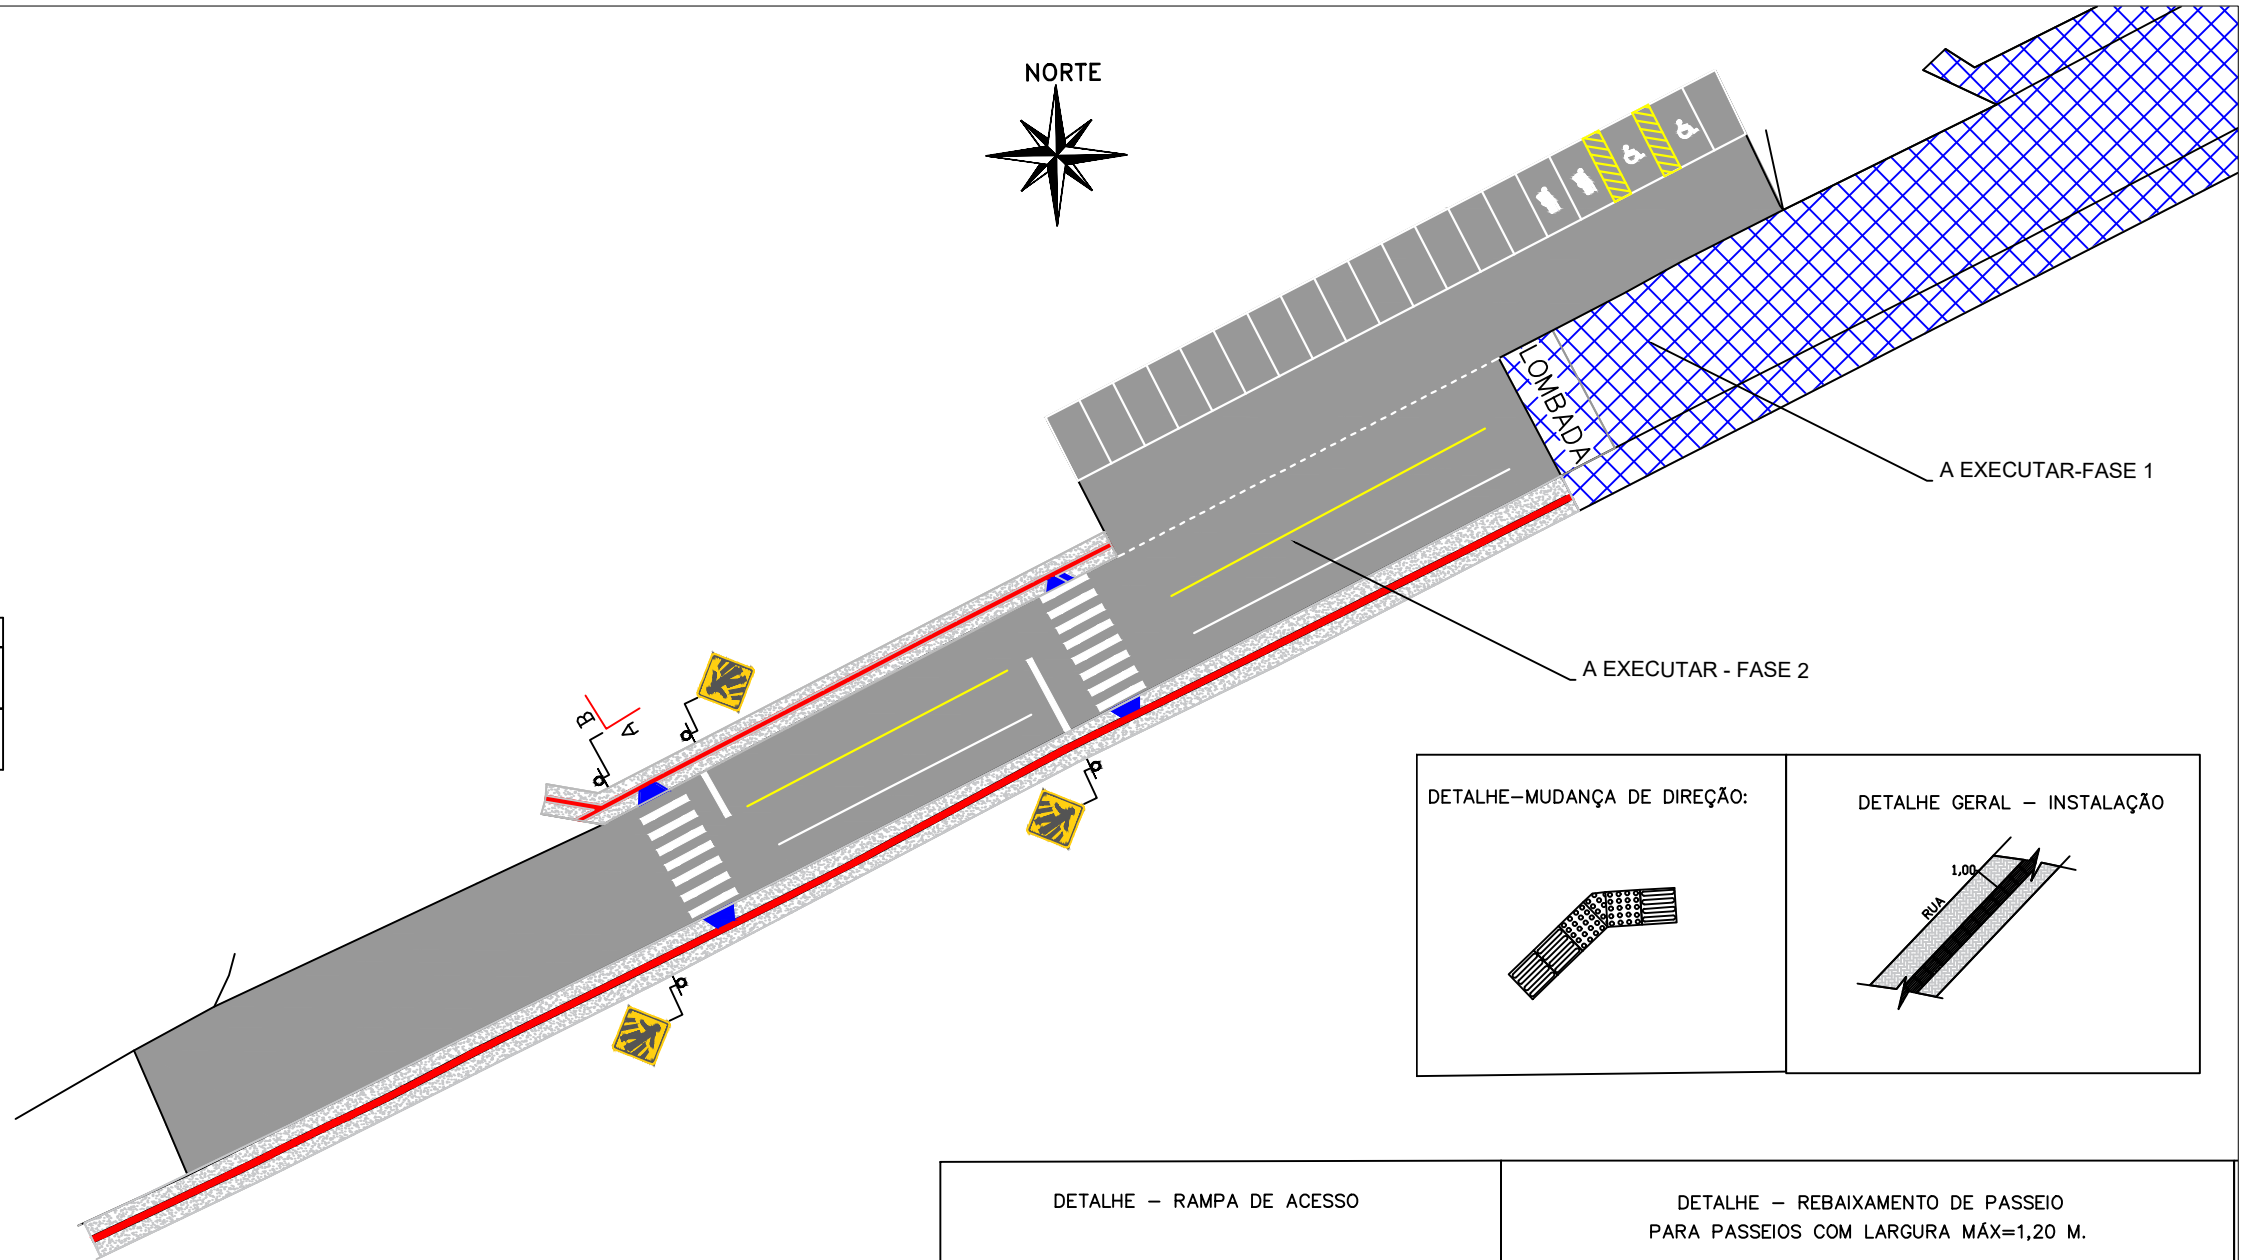 NORTE
LOMBADA
A EXECUTAR-FASE 1
A EXECUTAR - FASE 2
B
A
DETALHE-MUDANÇA DE DIREÇÃO:
DETALHE GERAL - INSTALAÇÃO
1,00
RUA
DETALHE - RAMPA DE ACESSO
DETALHE - REBAIXAMENTO DE PASSEIO
PARA PASSEIOS COM LARGURA MÁX=1,20 M.